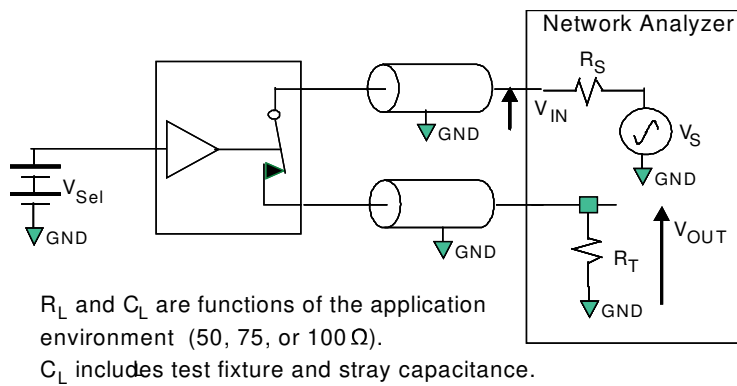 Network Analyzer
R_S
V_IN
GND
V_S
GND
V_Sel
GND
GND
V_OUT
R_T
GND
R_L and C_L are functions of the application
environment (50, 75, or 100 Ω).
C_L includes test fixture and stray capacitance.